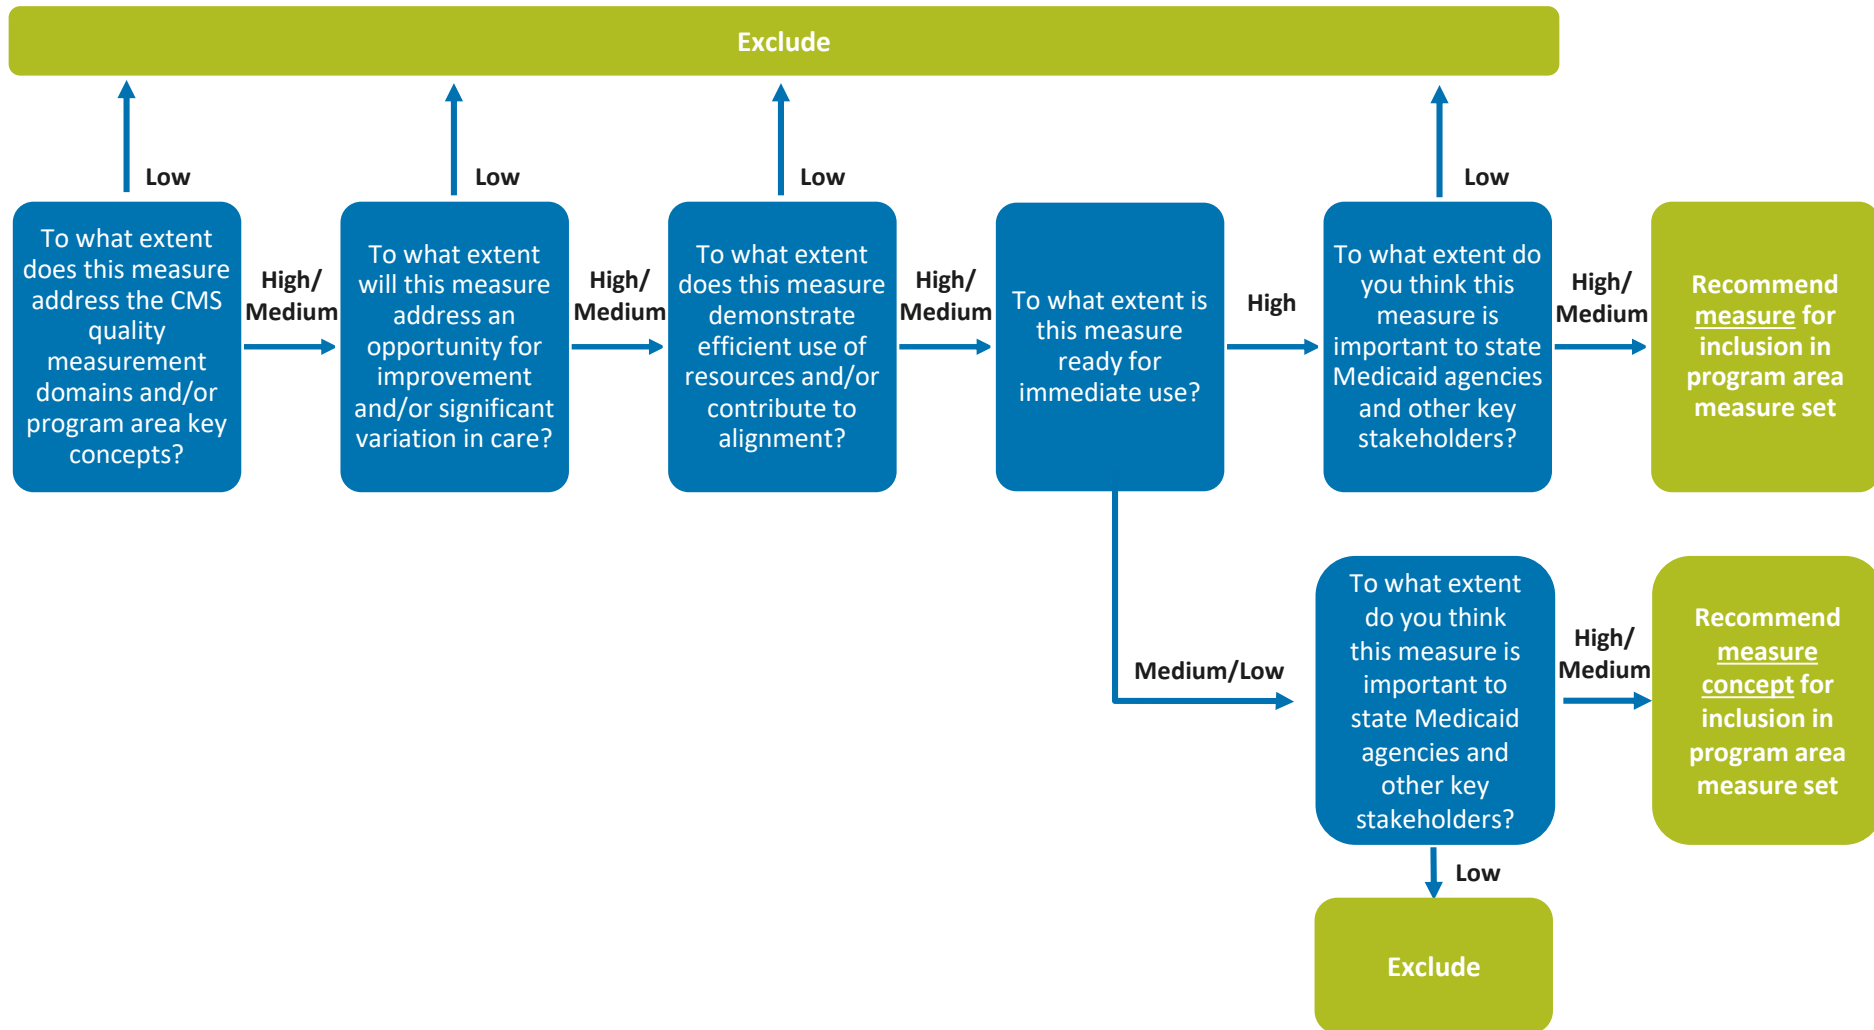 Exclude
Low
Low
Low
Low
To what extent
does this measure
address the CMS
quality
measurement
domains and/or
program area key
concepts?
High/
Medium
To what extent
will this measure
address an
opportunity for
improvement
and/or significant
variation in care?
High/
Medium
To what extent
does this measure
demonstrate
efficient use of
resources and/or
contribute to
alignment?
High/
Medium
To what extent is
this measure
ready for
immediate use?
High
To what extent do
you think this
measure is
important to state
Medicaid agencies
and other key
stakeholders?
High/
Medium
Recommend
measure for
inclusion in
program area
measure set
Medium/Low
To what extent
do you think
this measure is
important to
state Medicaid
agencies and
other key
stakeholders?
High/
Medium
Recommend
measure
concept for
inclusion in
program area
measure set
Low
Exclude